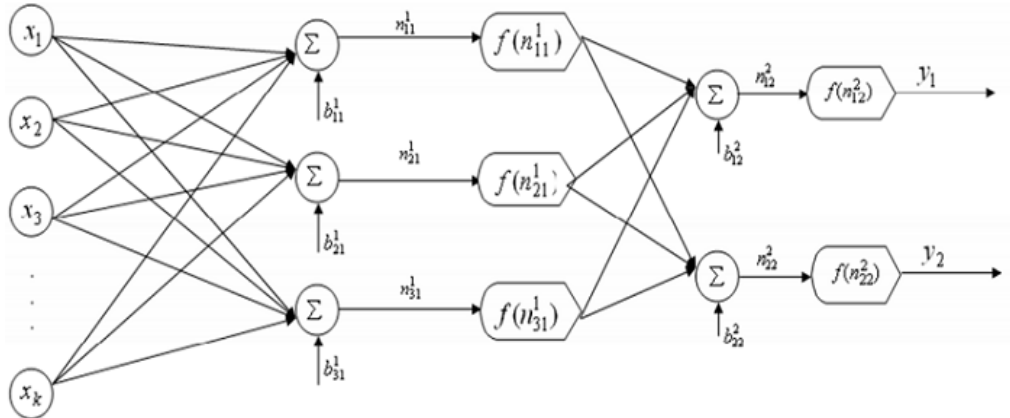 x₁
Σ
n¹₁₁
f(n¹₁₁)
b¹₁₁
x₂
Σ
n²₁₂
f(n²₁₂)
y₁
b²₁₂
Σ
n¹₂₁
f(n¹₂₁)
b¹₂₁
x₃
.
.
.
Σ
n²₂₂
f(n²₂₂)
y₂
b²₂₂
Σ
n¹₃₁
f(n¹₃₁)
b¹₃₁
xₖ